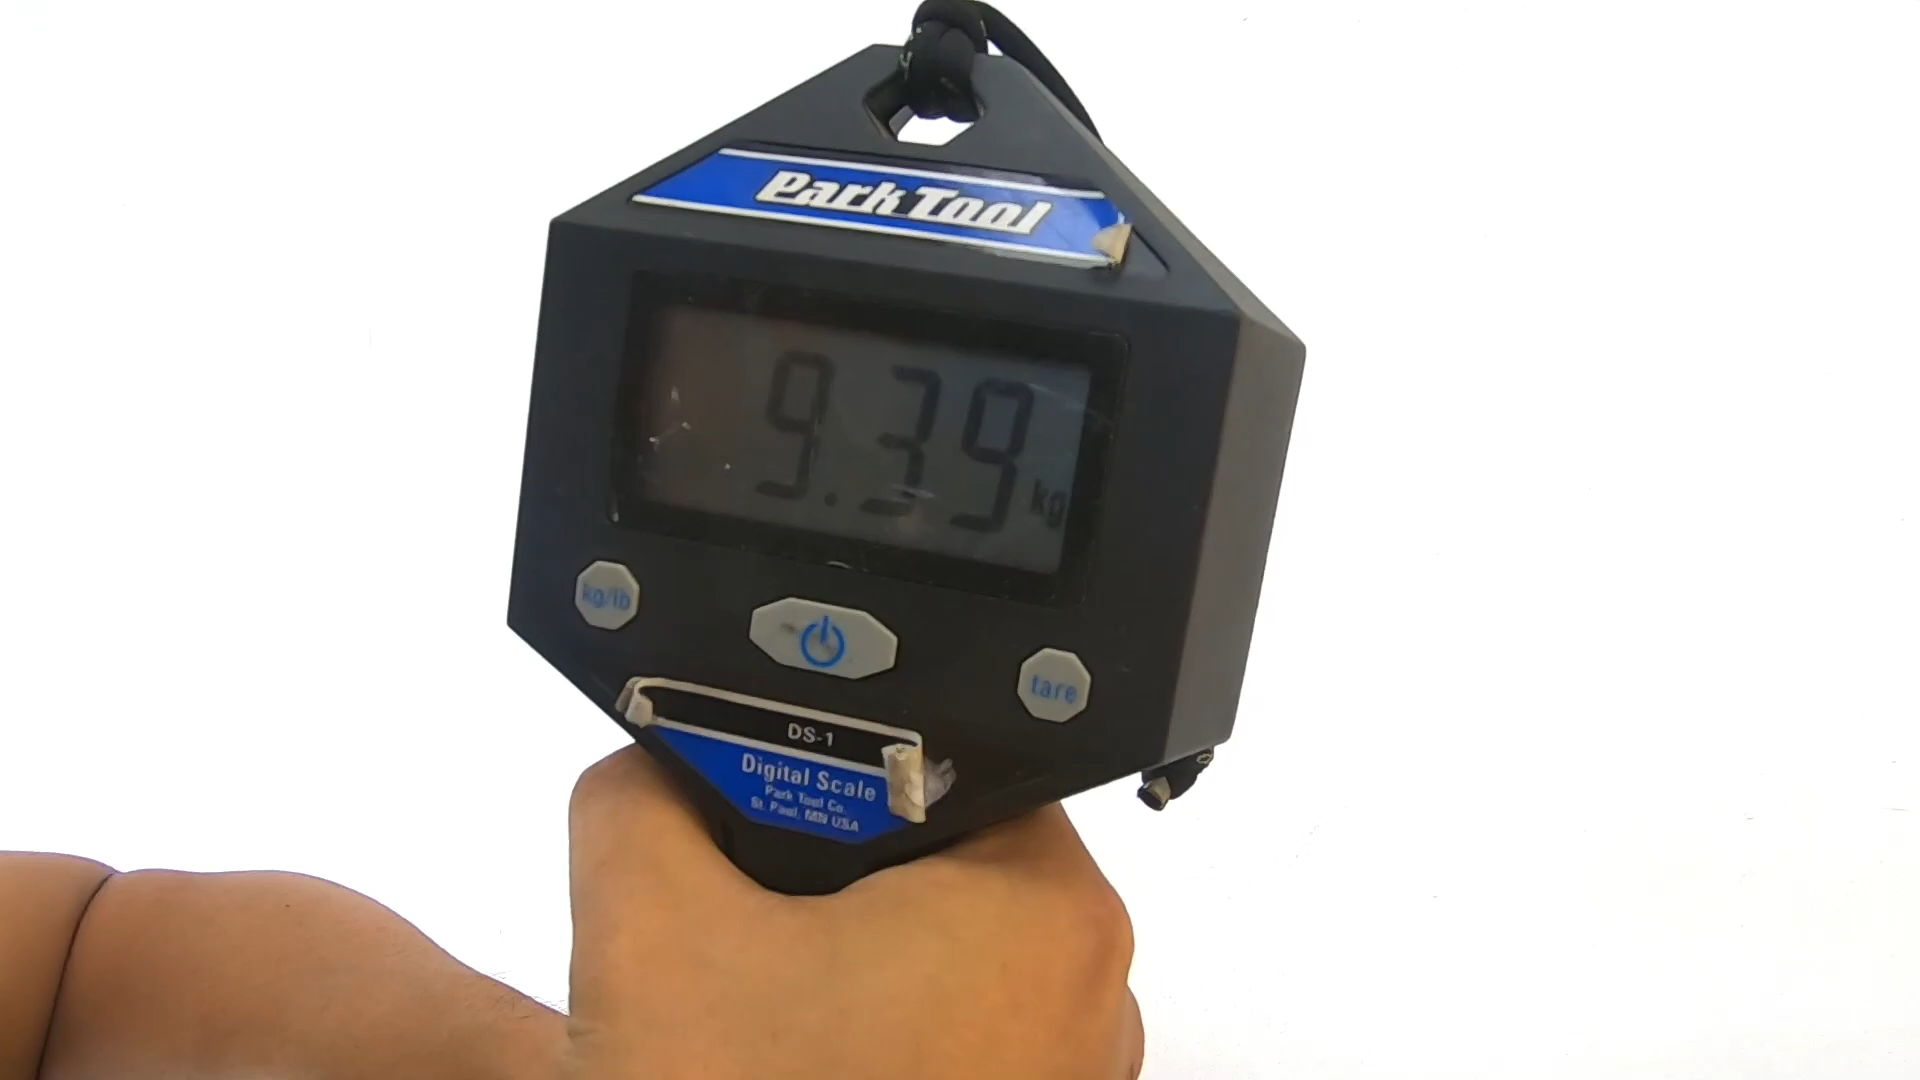 Park Tool
9.39 kg
kg/lb
tare
DS-1
Digital Scale
Park Tool Co.
St. Paul, MN USA